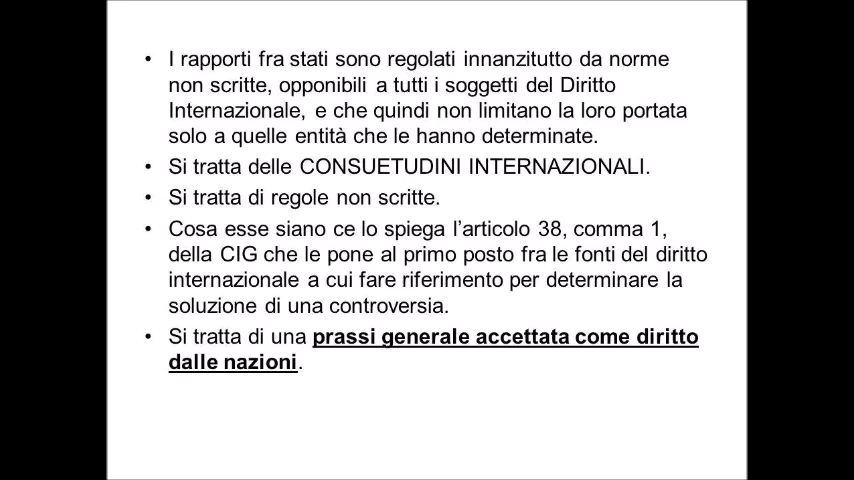 • I rapporti fra stati sono regolati innanzitutto da norme
non scritte, opponibili a tutti i soggetti del Diritto
Internazionale, e che quindi non limitano la loro portata
solo a quelle entità che le hanno determinate.
• Si tratta delle CONSUETUDINI INTERNAZIONALI.
• Si tratta di regole non scritte.
• Cosa esse siano ce lo spiega l’articolo 38, comma 1,
della CIG che le pone al primo posto fra le fonti del diritto
internazionale a cui fare riferimento per determinare la
soluzione di una controversia.
• Si tratta di una prassi generale accettata come diritto
dalle nazioni.